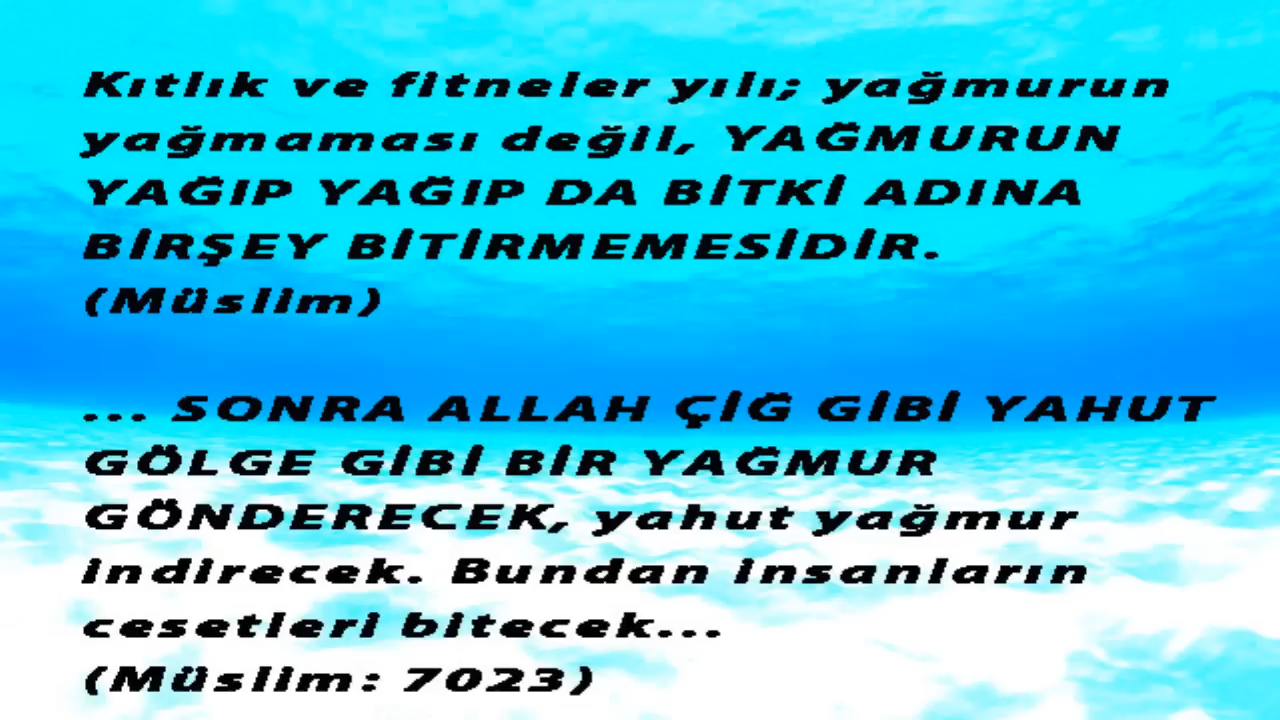 Kıtlık ve fitneler yılı; yağmurun
yağmaması değil, YAĞMURUN
YAĞIP YAĞIP DA BİTKİ ADINA
BİRŞEY BİTİRMEMESİDİR.
(Müslim)
... SONRA ALLAH ÇİĞ GİBİ YAHUT
GÖLGE GİBİ BİR YAĞMUR
GÖNDERECEK, yahut yağmur
indirecek. Bundan insanların
cesetleri bitecek...
(Müslim: 7023)